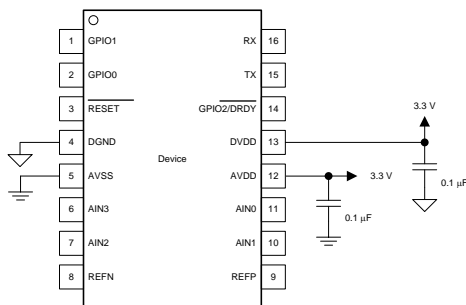 1 GPIO1 RX 16
2 GPIO0 TX 15
3 RESET GPIO2/DRDY 14
3.3 V
4 DGND DVDD 13
Device
5 AVSS AVDD 12 3.3 V
0.1 μF
6 AIN3 AIN0 11
0.1 μF
7 AIN2 AIN1 10
8 REFN REFP 9